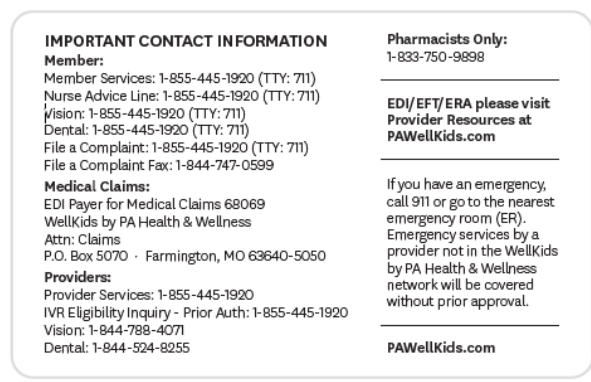 IMPORTANT CONTACT INFORMATION
Member:
Member Services: 1-855-445-1920 (TTY: 711)
Nurse Advice Line: 1-855-445-1920 (TTY: 711)
Vision: 1-855-445-1920 (TTY: 711)
Dental: 1-855-445-1920 (TTY: 711)
File a Complaint: 1-855-445-1920 (TTY: 711)
File a Complaint Fax: 1-844-747-0599
Medical Claims:
EDI Payer for Medical Claims 68069
WellKids by PA Health & Wellness
Attn: Claims
P.O. Box 5070 · Farmington, MO 63640-5050
Providers:
Provider Services: 1-855-445-1920
IVR Eligibility Inquiry - Prior Auth: 1-855-445-1920
Vision: 1-844-788-4071
Dental: 1-844-524-8255
Pharmacists Only:
1-833-750-9898
EDI/EFT/ERA please visit
Provider Resources at
PAWellKids.com
If you have an emergency,
call 911 or go to the nearest
emergency room (ER).
Emergency services by a
provider not in the WellKids
by PA Health & Wellness
network will be covered
without prior approval.
PAWellKids.com